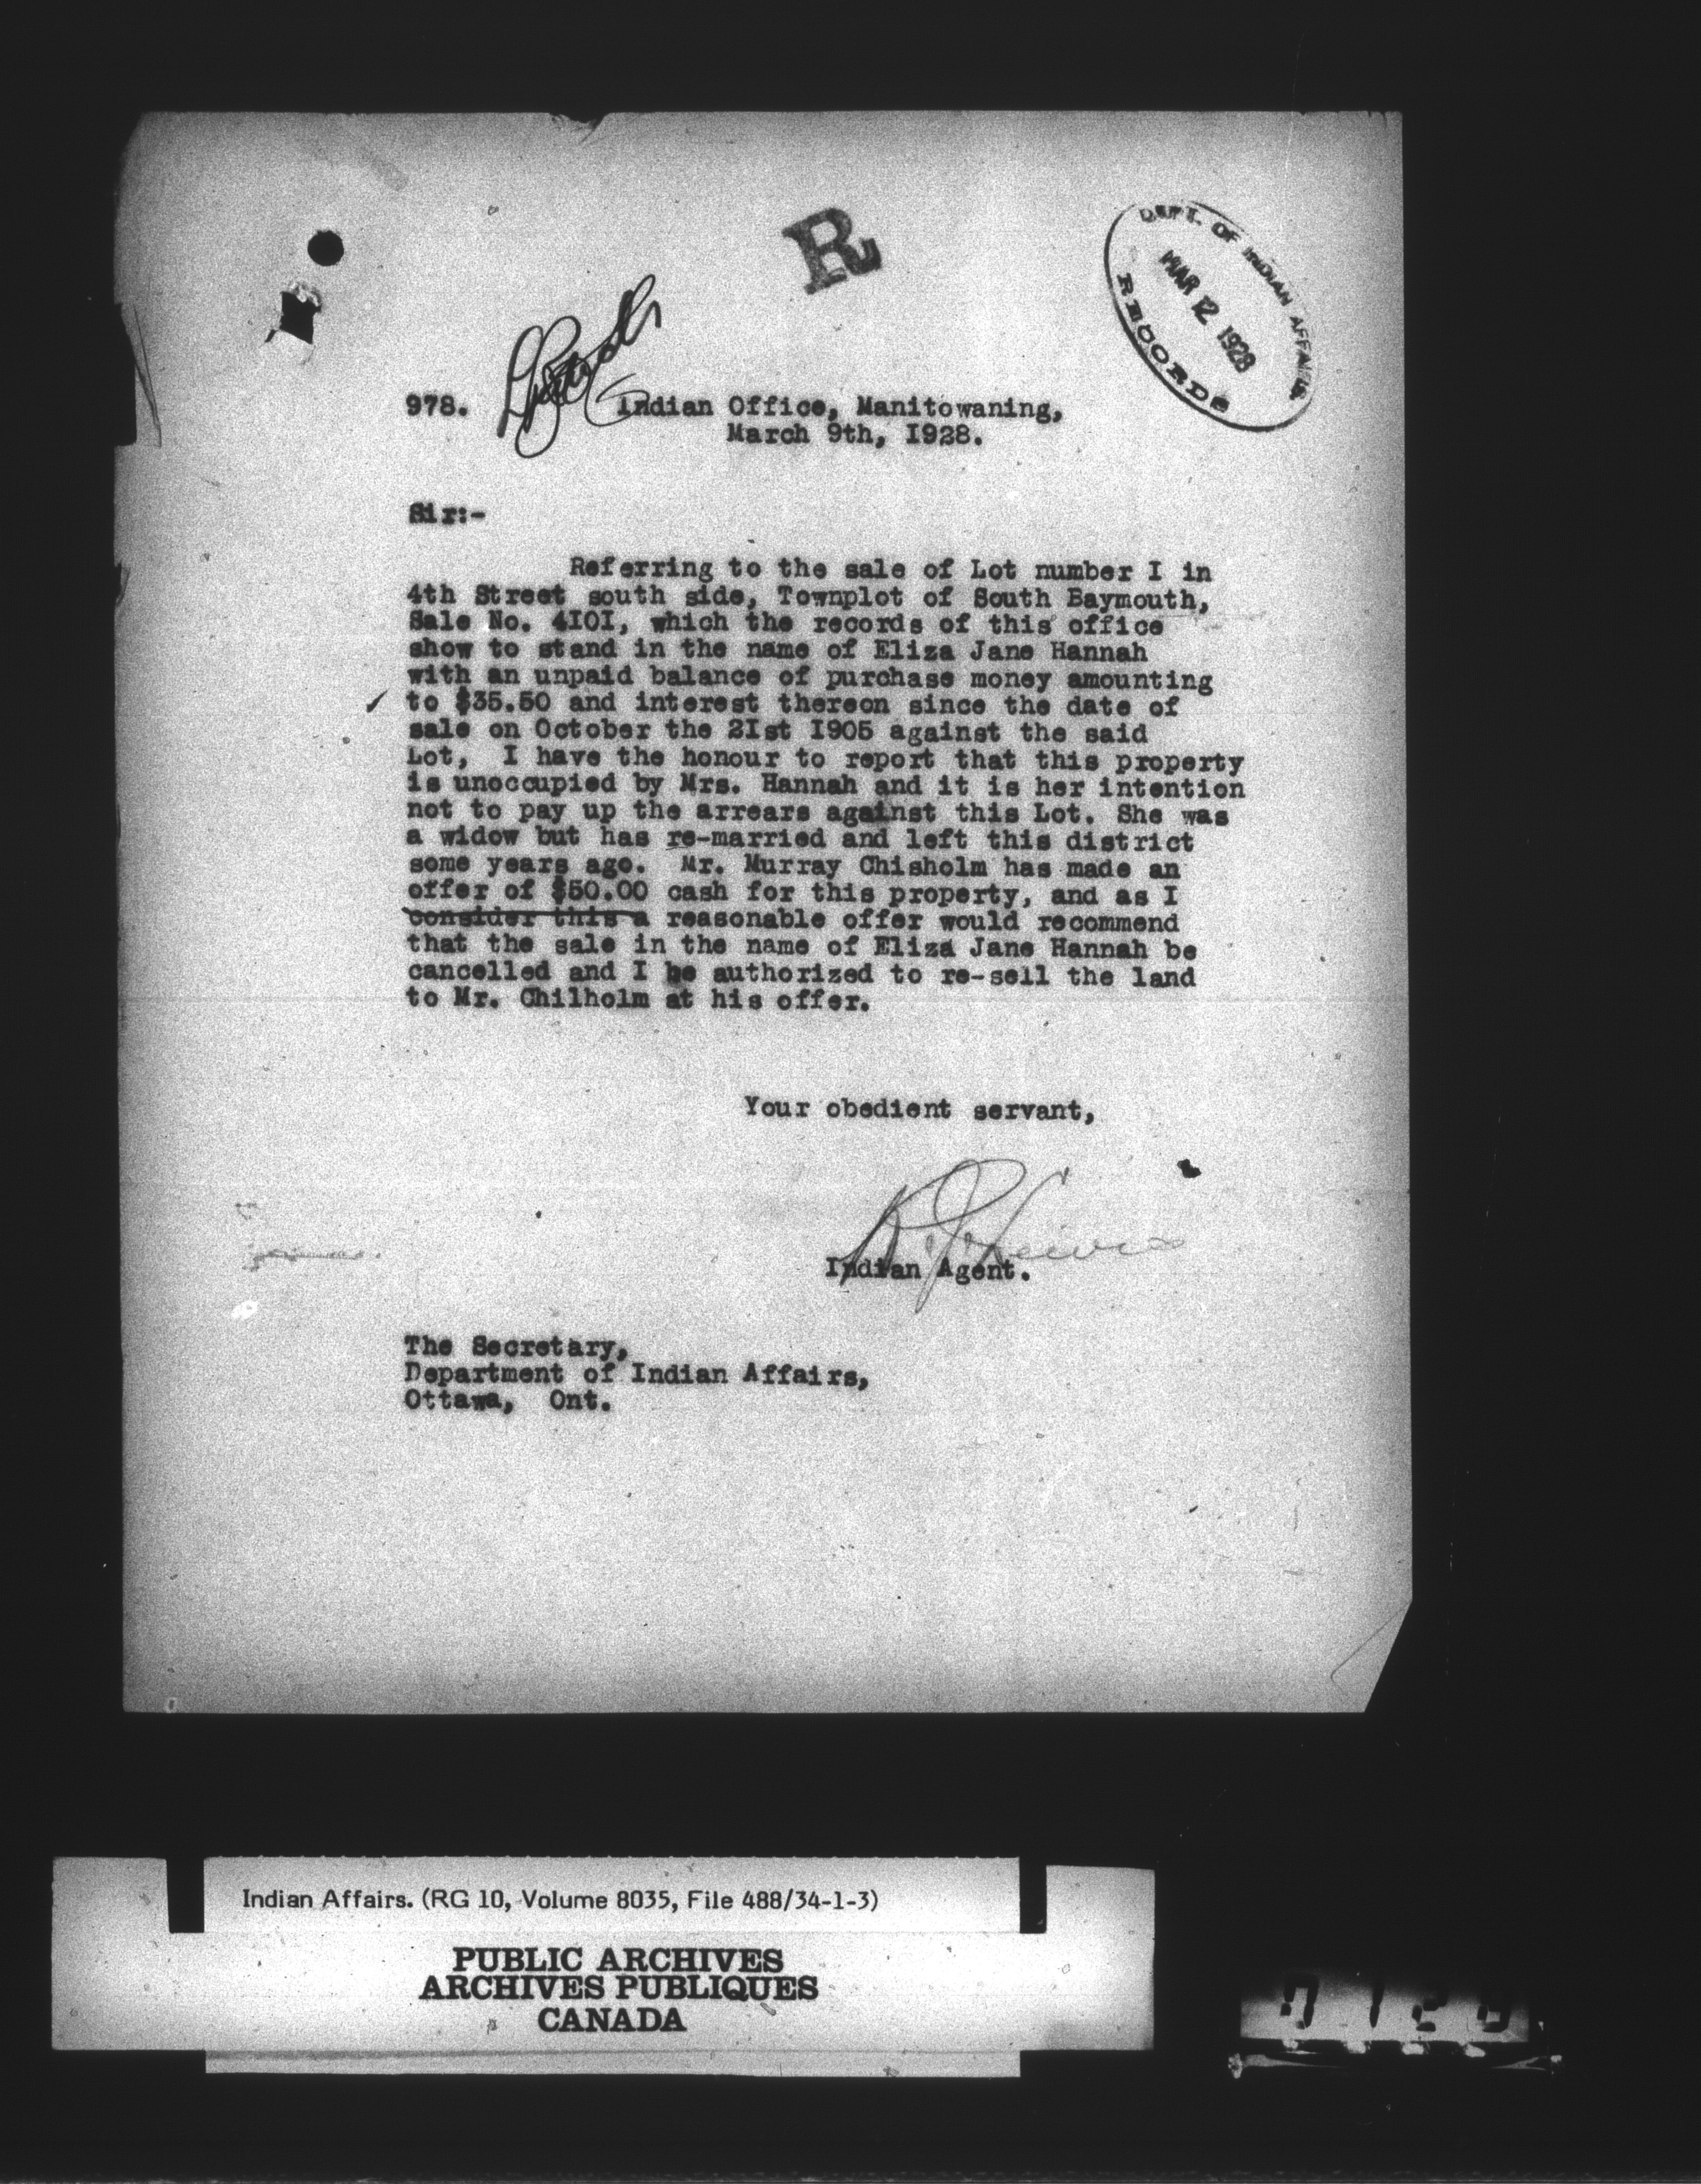 R
DEPT. OF INDIAN AFFAIRS
MAR 12 1928
RECORDS
978.
Indian Office, Manitowaning,
March 9th, I928.
Sir:-
Referring to the sale of Lot number I in
4th Street south side, Townplot of South Baymouth,
Sale No. 4IOI, which the records of this office
show to stand in the name of Eliza Jane Hannah
with an unpaid balance of purchase money amounting
to $35.50 and interest thereon since the date of
sale on October the 2Ist I905 against the said
Lot, I have the honour to report that this property
is unoccupied by Mrs. Hannah and it is her intention
not to pay up the arrears against this Lot. She was
a widow but has re-married and left this district
some years ago. Mr. Murray Chisholm has made an
offer of $50.00 cash for this property, and as I
consider this a reasonable offer would recommend
that the sale in the name of Eliza Jane Hannah be
cancelled and I be authorized to re-sell the land
to Mr. Chilholm at his offer.
Your obedient servant,
Indian Agent.
The Secretary,
Department of Indian Affairs,
Ottawa, Ont.
Indian Affairs. (RG 10, Volume 8035, File 488/34-1-3)
PUBLIC ARCHIVES
ARCHIVES PUBLIQUES
CANADA